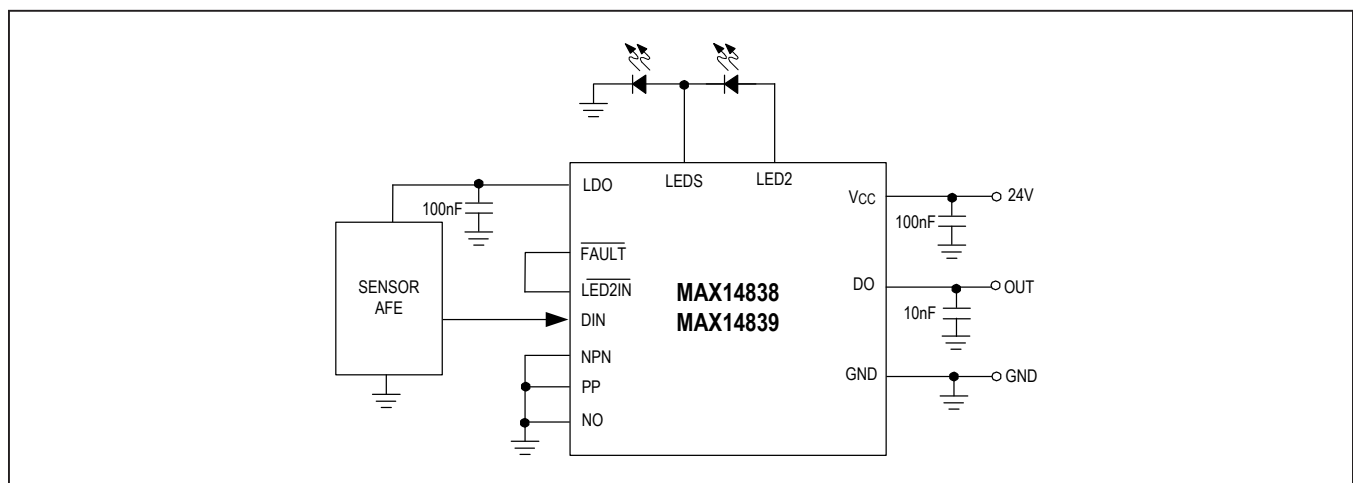 LDO
LEDS
LED2
VCC
24V
100nF
100nF
FAULT
LED2IN
SENSOR
AFE
DIN
MAX14838
MAX14839
DO
OUT
10nF
NPN
PP
NO
GND
GND